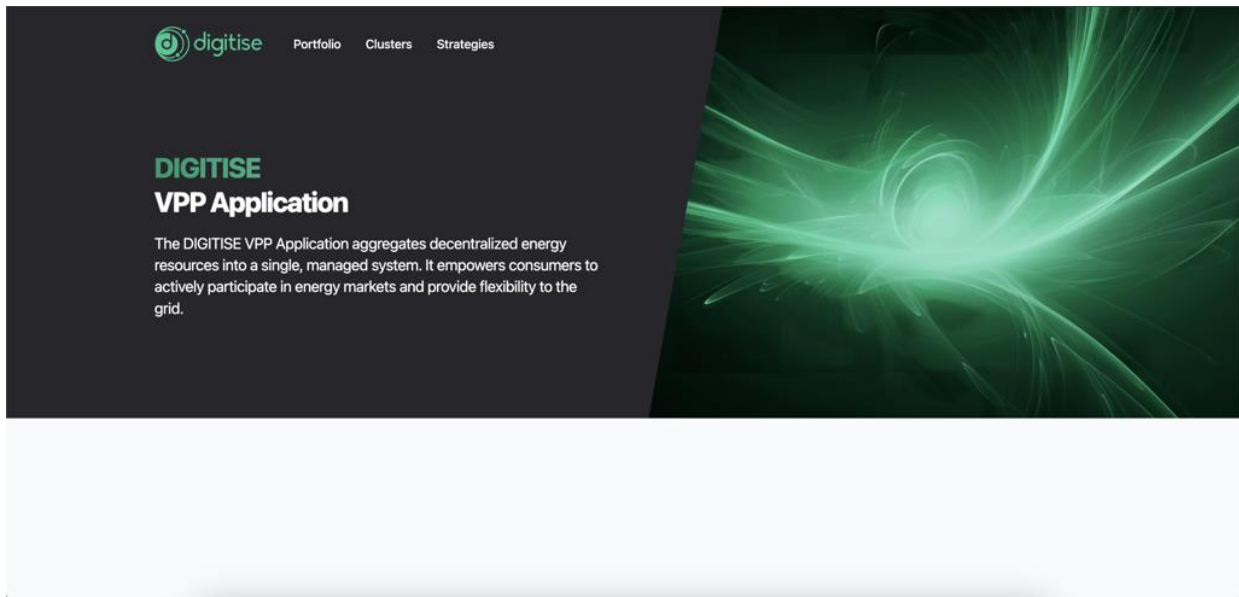 digitise Portfolio Clusters Strategies
DIGITISE
VPP Application
The DIGITISE VPP Application aggregates decentralized energy
resources into a single, managed system. It empowers consumers to
actively participate in energy markets and provide flexibility to the
grid.